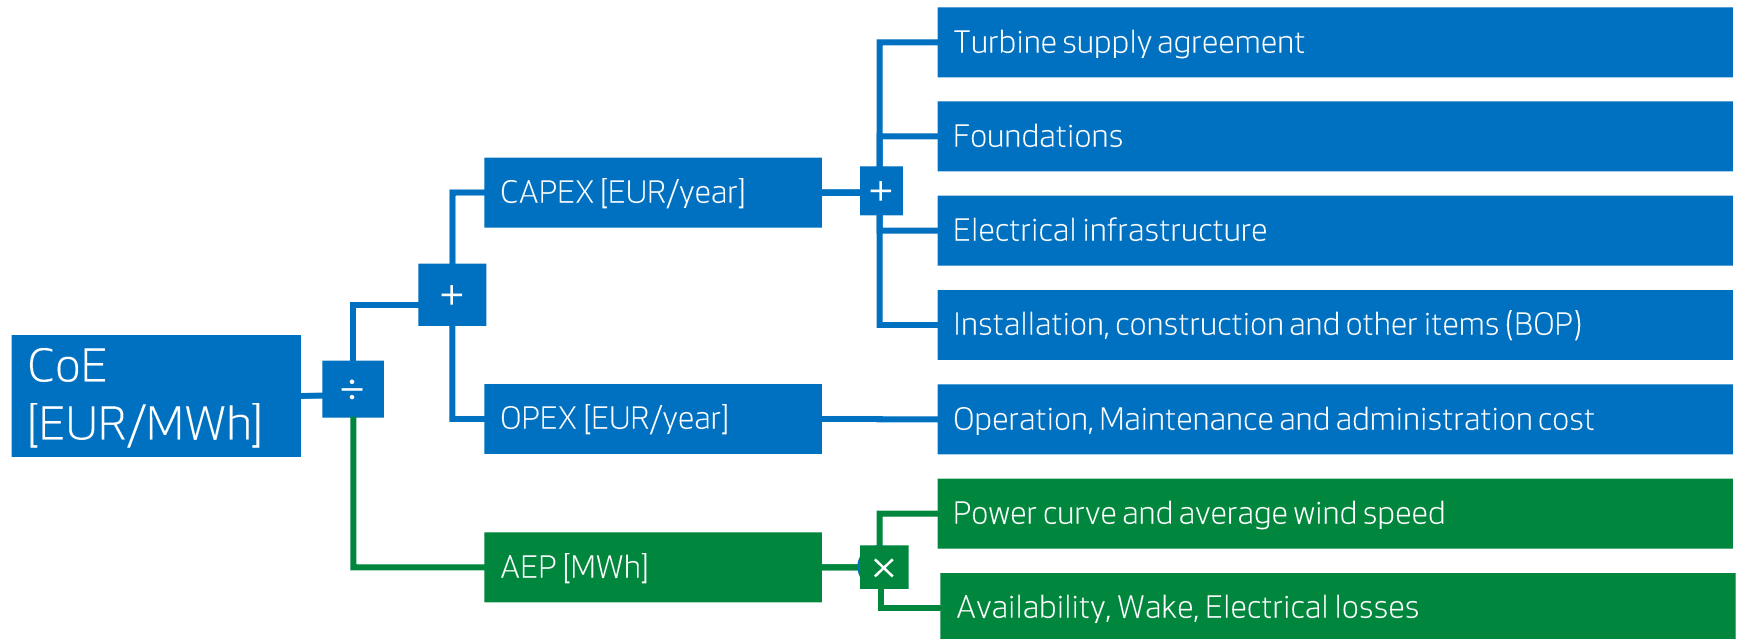 Turbine supply agreement
Foundations
CAPEX [EUR/year]
+
Electrical infrastructure
+
Installation, construction and other items (BOP)
CoE
[EUR/MWh]
÷
OPEX [EUR/year]
Operation, Maintenance and administration cost
Power curve and average wind speed
AEP [MWh]
×
Availability, Wake, Electrical losses